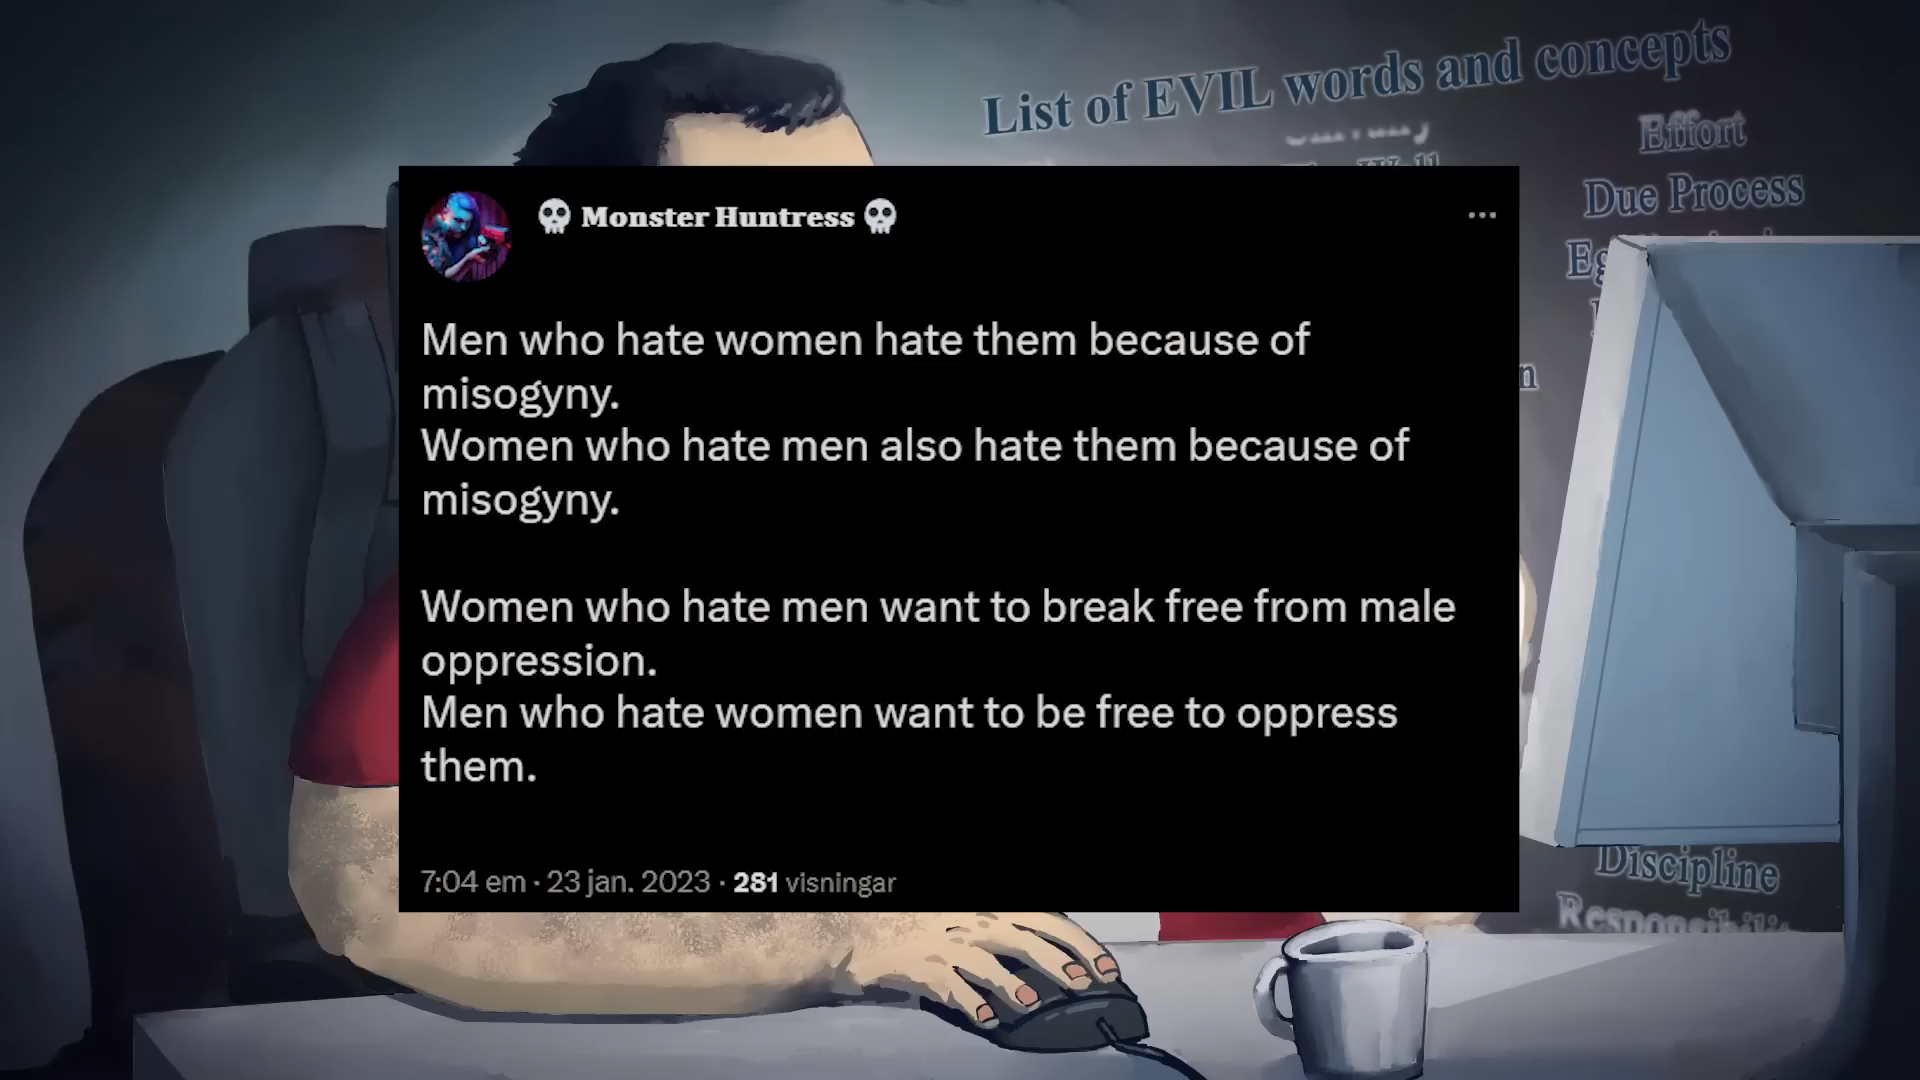 List of EVIL words and concepts
Effort
Due Process
💀 Monster Huntress 💀
Men who hate women hate them because of
misogyny.
Women who hate men also hate them because of
misogyny.
Women who hate men want to break free from male
oppression.
Men who hate women want to be free to oppress
them.
7:04 em · 23 jan. 2023 · 281 visningar
Discipline
Responsibility